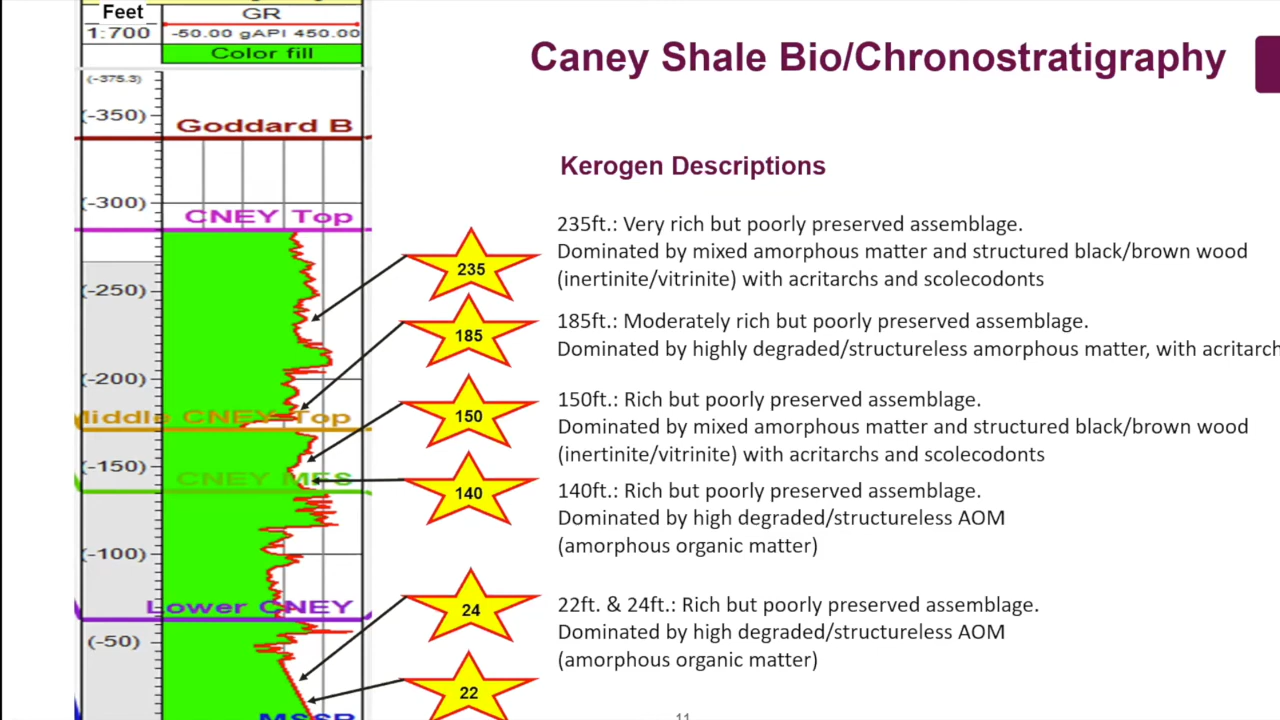 Feet
GR
1:700
-50.00 gAPI 450.00
Color fill
Caney Shale Bio/Chronostratigraphy
(-375.3)
(-350)
Goddard B
Kerogen Descriptions
(-300)
CNEY Top
235ft.: Very rich but poorly preserved assemblage.
Dominated by mixed amorphous matter and structured black/brown wood
(inertinite/vitrinite) with acritarchs and scolecodonts
235
(-250)
185ft.: Moderately rich but poorly preserved assemblage.
Dominated by highly degraded/structureless amorphous matter, with acritarch
185
(-200)
150ft.: Rich but poorly preserved assemblage.
Dominated by mixed amorphous matter and structured black/brown wood
(inertinite/vitrinite) with acritarchs and scolecodonts
150
Middle CNEY Top
(-150)
CNEY MFS
140ft.: Rich but poorly preserved assemblage.
Dominated by high degraded/structureless AOM
(amorphous organic matter)
140
(-100)
22ft. & 24ft.: Rich but poorly preserved assemblage.
Dominated by high degraded/structureless AOM
(amorphous organic matter)
24
Lower CNEY
(-50)
22
11